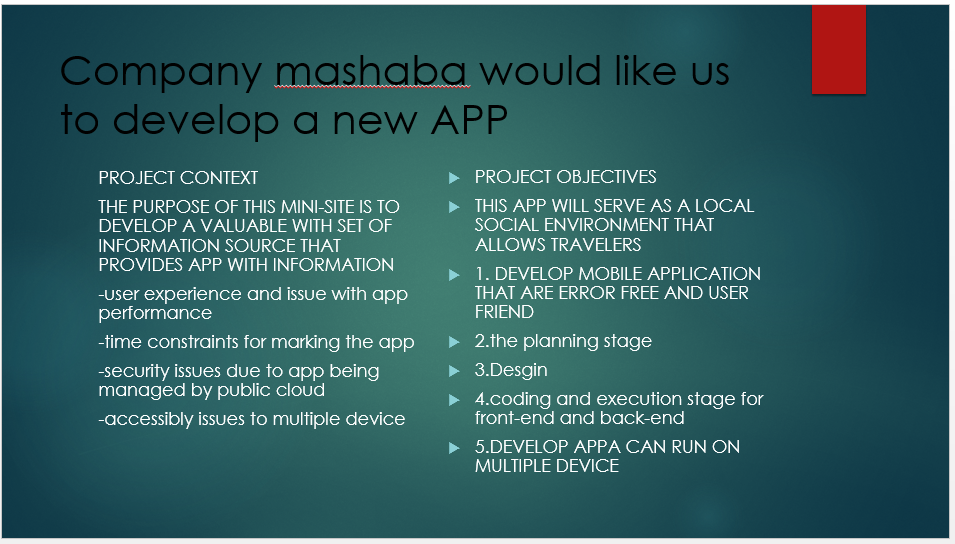 Company mashaba would like us
to develop a new APP
PROJECT CONTEXT
THE PURPOSE OF THIS MINI-SITE IS TO
DEVELOP A VALUABLE WITH SET OF
INFORMATION SOURCE THAT
PROVIDES APP WITH INFORMATION
-user experience and issue with app
performance
-time constraints for marking the app
-security issues due to app being
managed by public cloud
-accessibly issues to multiple device
PROJECT OBJECTIVES
THIS APP WILL SERVE AS A LOCAL
SOCIAL ENVIRONMENT THAT
ALLOWS TRAVELERS
1. DEVELOP MOBILE APPLICATION
THAT ARE ERROR FREE AND USER
FRIEND
2.the planning stage
3.Desgin
4.coding and execution stage for
front-end and back-end
5.DEVELOP APPA CAN RUN ON
MULTIPLE DEVICE